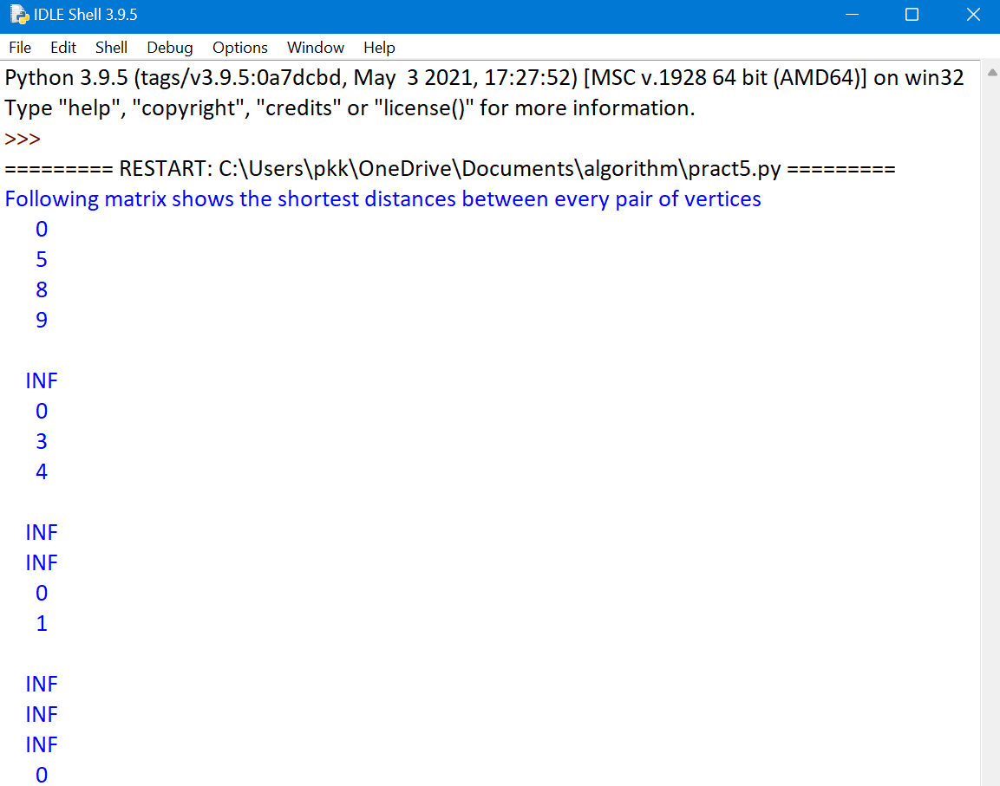 IDLE Shell 3.9.5
File Edit Shell Debug Options Window Help
Python 3.9.5 (tags/v3.9.5:0a7dcbd, May  3 2021, 17:27:52) [MSC v.1928 64 bit (AMD64)] on win32
Type "help", "copyright", "credits" or "license()" for more information.
>>>
========= RESTART: C:\Users\pkk\OneDrive\Documents\algorithm\pract5.py =========
Following matrix shows the shortest distances between every pair of vertices
0
5
8
9
INF
0
3
4
INF
INF
0
1
INF
INF
INF
0